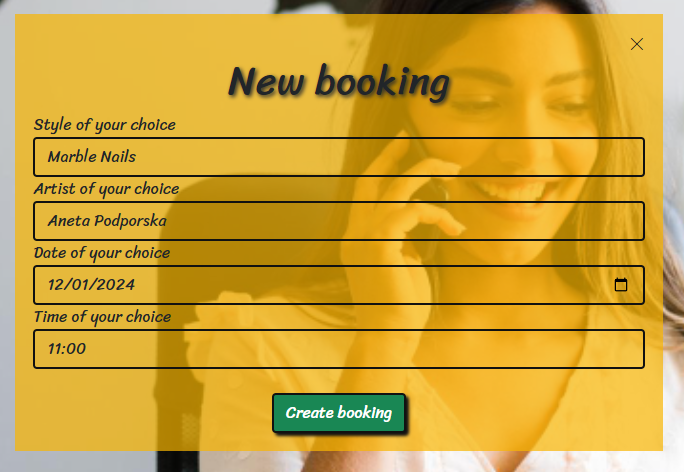 New booking
Style of your choice
Marble Nails
Artist of your choice
Aneta Podporska
Date of your choice
12/01/2024
Time of your choice
11:00
Create booking